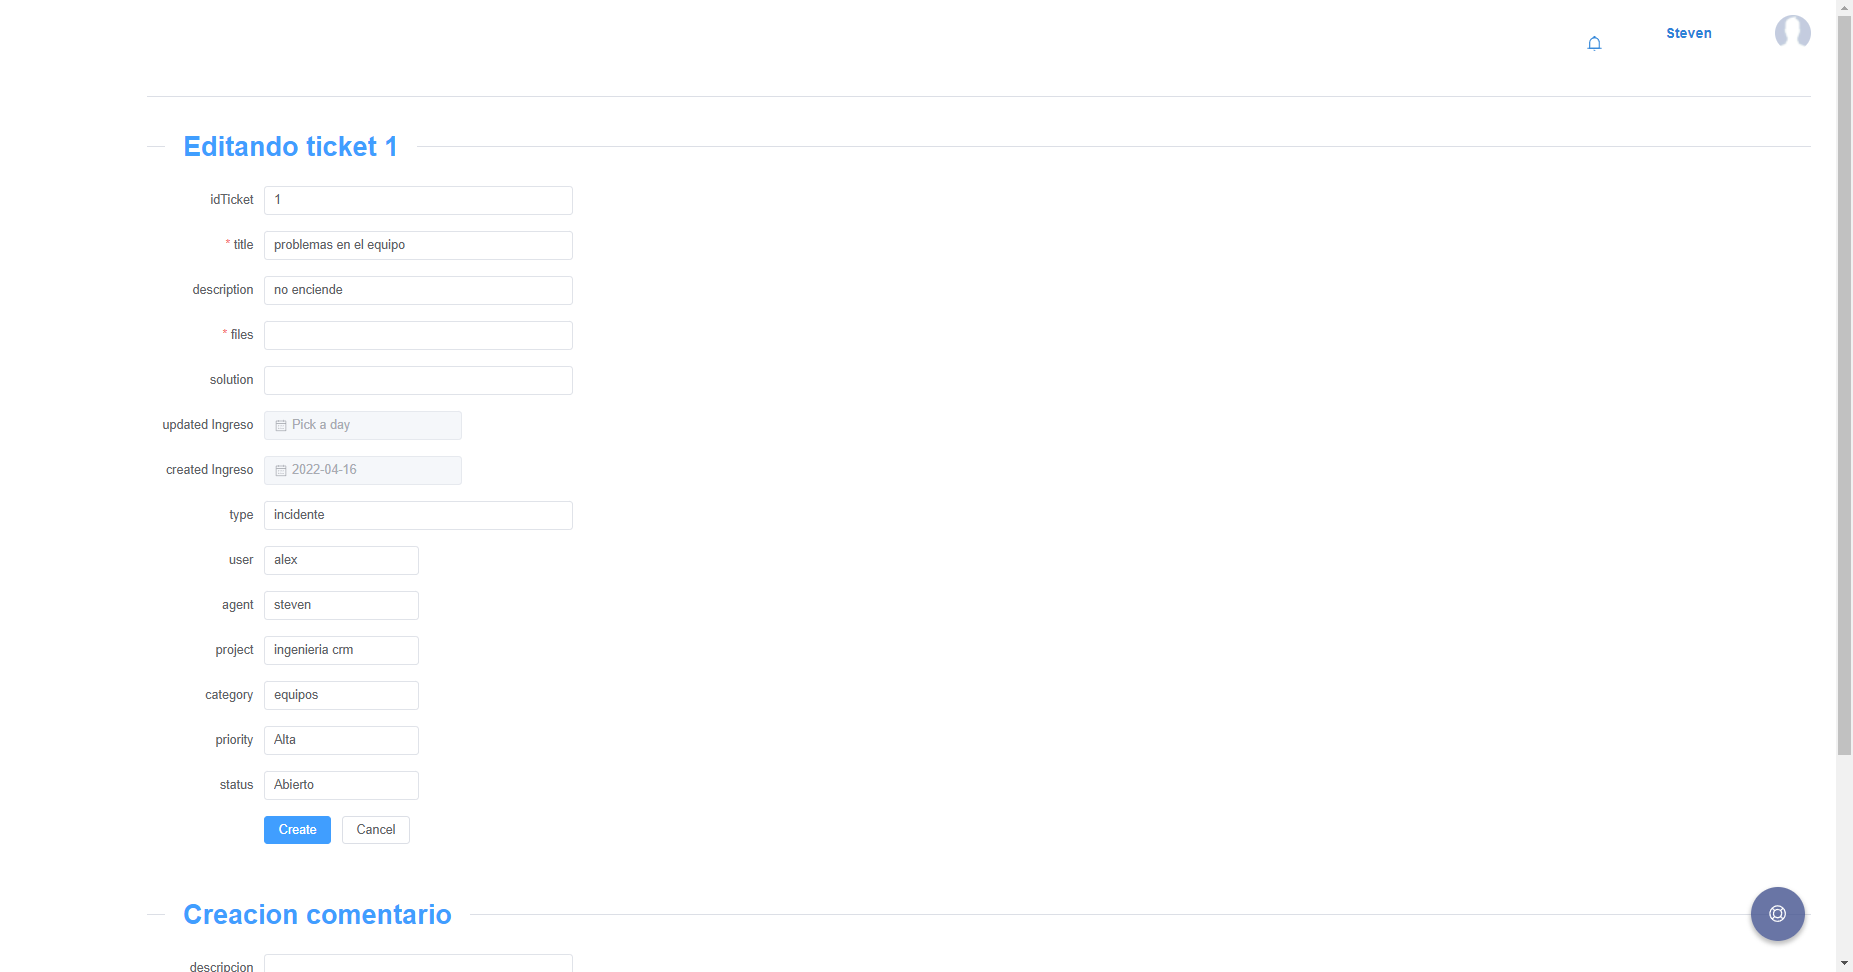 Steven
Editando ticket 1
idTicket 1
* title problemas en el equipo
description no enciende
* files
solution
updated Ingreso Pick a day
created Ingreso 2022-04-16
type incidente
user alex
agent steven
project ingenieria crm
category equipos
priority Alta
status Abierto
Create Cancel
Creacion comentario
descripcion